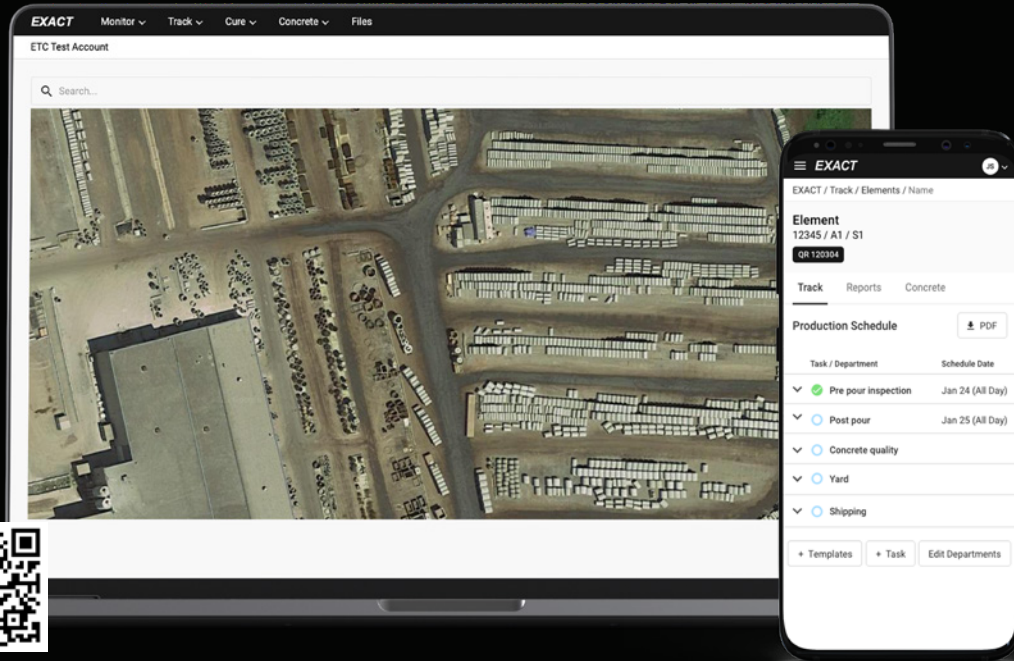 EXACT Monitor Track Cure Concrete Files
ETC Test Account
Search...
EXACT JS
EXACT / Track / Elements / Name
Element
12345 / A1 / S1
QR 120304
Track Reports Concrete
Production Schedule PDF
Task / Department Schedule Date
Pre pour inspection Jan 24 (All Day)
Post pour Jan 25 (All Day)
Concrete quality
Yard
Shipping
+ Templates + Task Edit Departments